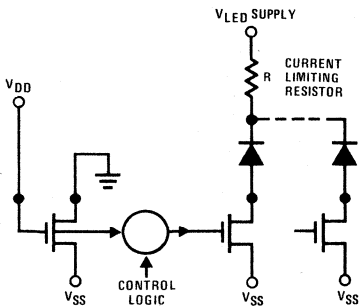 VLED SUPPLY
VDD
R
CURRENT
LIMITING
RESISTOR
VSS
CONTROL
LOGIC
VSS
VSS